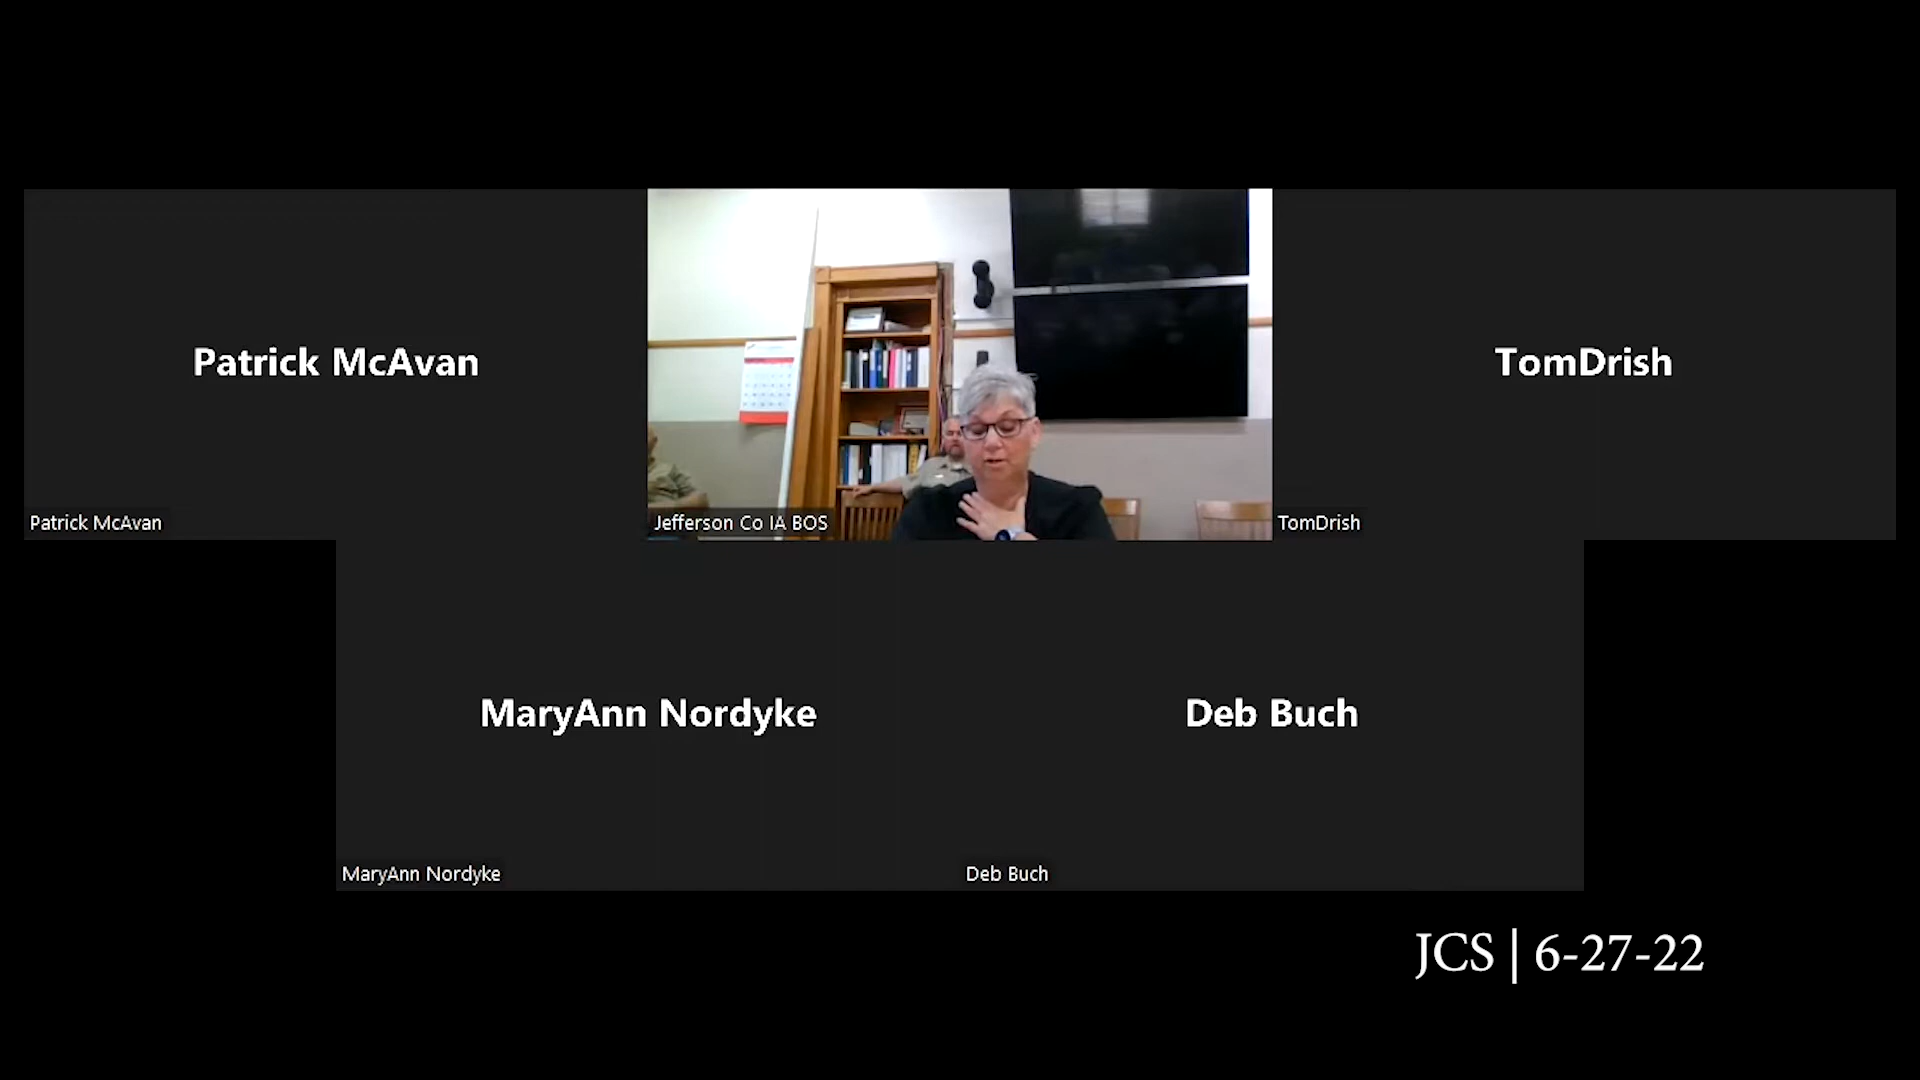 Patrick McAvan
TomDrish
Patrick McAvan
Jefferson Co IA BOS
TomDrish
MaryAnn Nordyke
Deb Buch
MaryAnn Nordyke
Deb Buch
JCS | 6-27-22